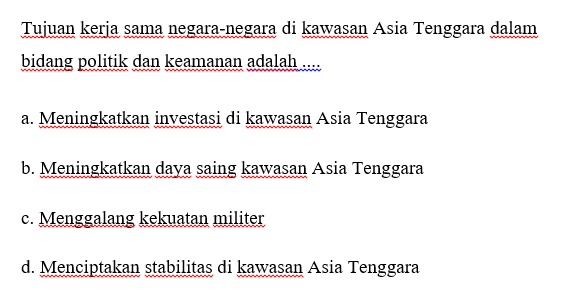 Tujuan kerja sama negara-negara di kawasan Asia Tenggara dalam
bidang politik dan keamanan adalah ....
a. Meningkatkan investasi di kawasan Asia Tenggara
b. Meningkatkan daya saing kawasan Asia Tenggara
c. Menggalang kekuatan militer
d. Menciptakan stabilitas di kawasan Asia Tenggara